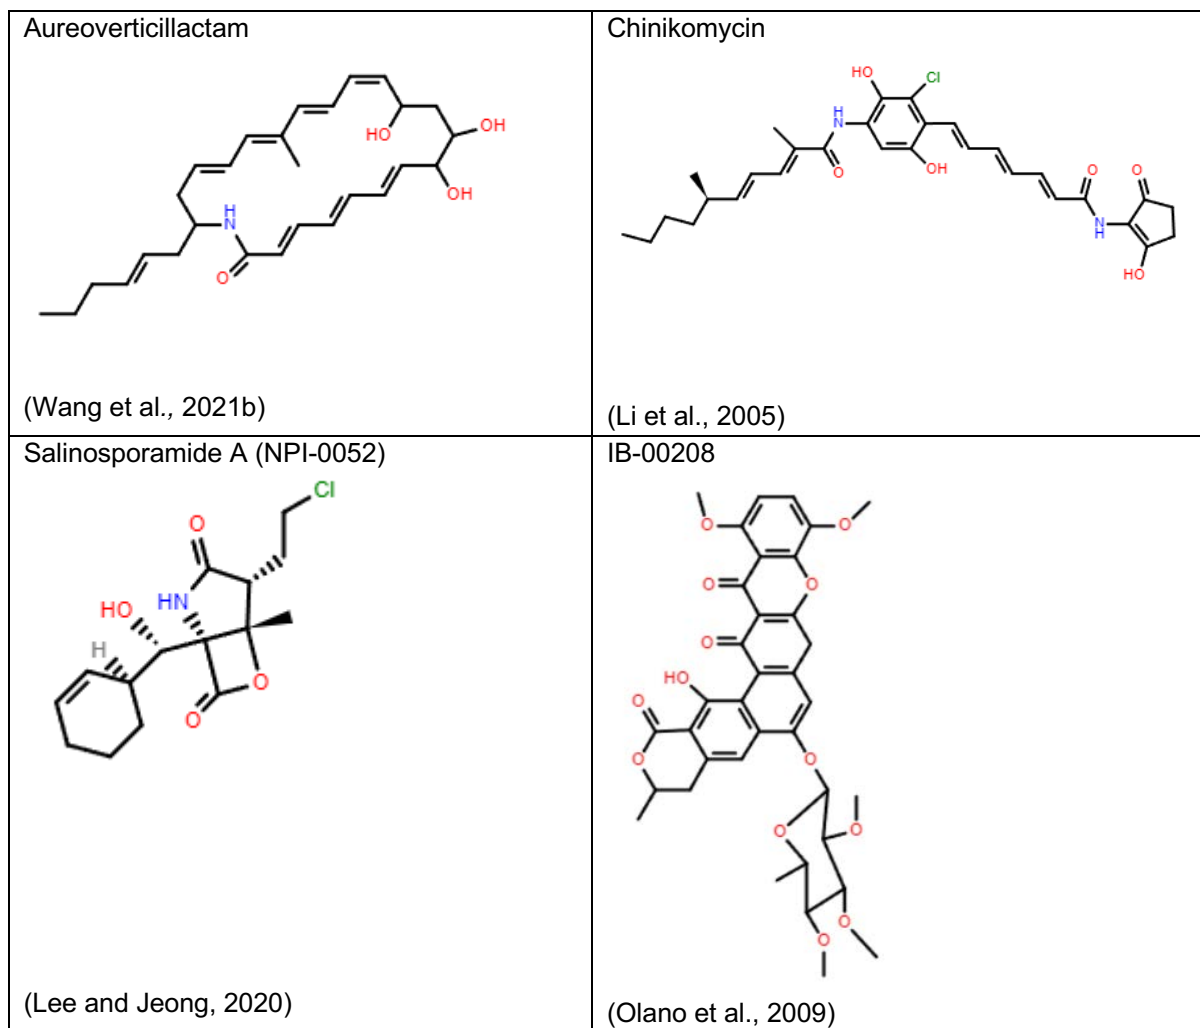 Aureoverticillactam
HO
OH
OH
H
N
O
(Wang et al., 2021b)
Chinikomycin
HO
Cl
H
N
O
OH
O
O
N
H
HO
(Li et al., 2005)
Salinosporamide A (NPI-0052)
Cl
O
HO
HN
H
O
O
(Lee and Jeong, 2020)
IB-00208
O
O
O
O
O
HO
O
O
O
O
O
O
O
(Olano et al., 2009)